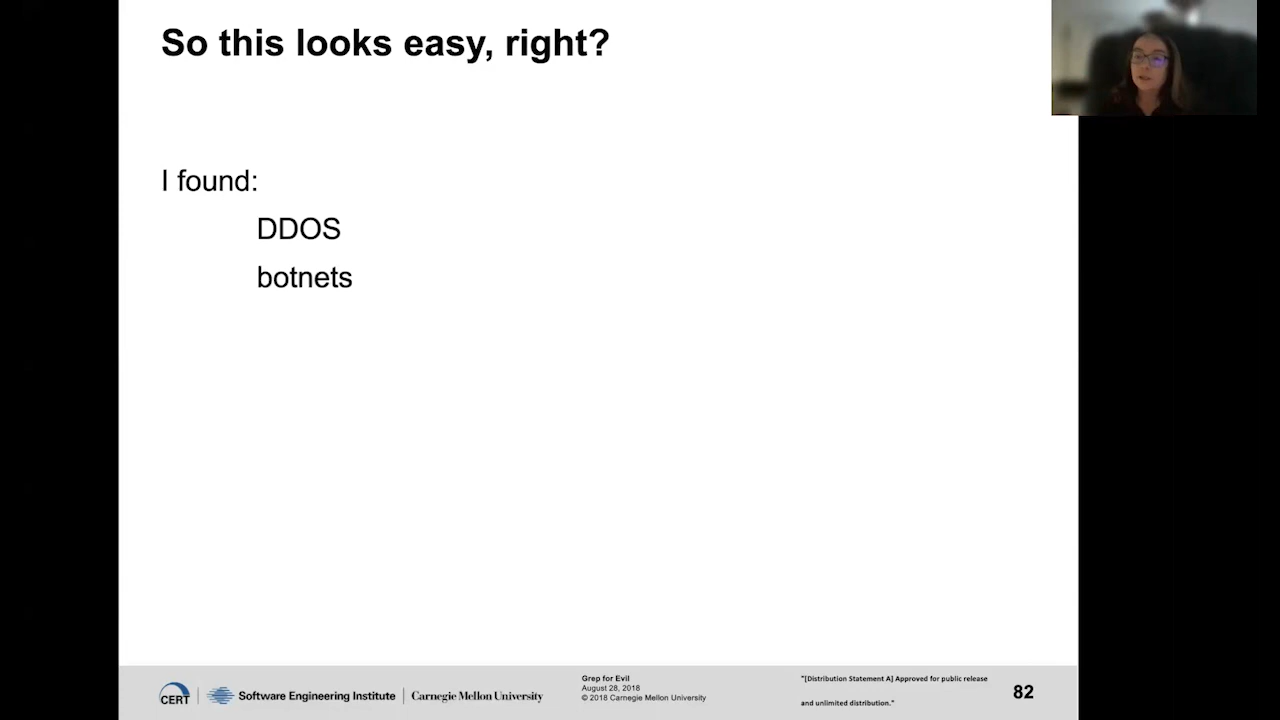 So this looks easy, right?
I found:
DDOS
botnets
CERT
Software Engineering Institute
Carnegie Mellon University
Grep for Evil
August 28, 2018
© 2018 Carnegie Mellon University
"[Distribution Statement A] Approved for public release
and unlimited distribution."
82